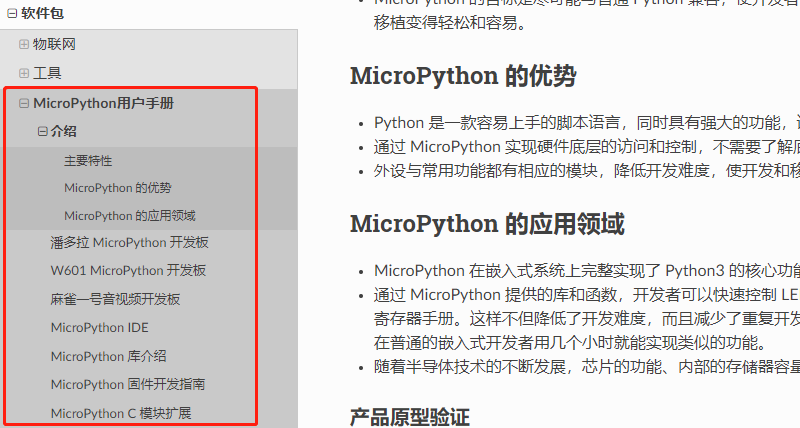 软件包
物联网
工具
MicroPython用户手册
介绍
主要特性
MicroPython 的优势
MicroPython 的应用领域
潘多拉 MicroPython 开发板
W601 MicroPython 开发板
麻雀一号音视频开发板
MicroPython IDE
MicroPython 库介绍
MicroPython 固件开发指南
MicroPython C 模块扩展
移植变得轻松和容易。
MicroPython 的优势
Python 是一款容易上手的脚本语言，同时具有强大的功能，
通过 MicroPython 实现硬件底层的访问和控制，不需要了解
外设与常用功能都有相应的模块，降低开发难度，使开发和
MicroPython 的应用领域
MicroPython 在嵌入式系统上完整实现了 Python3 的核心功
通过 MicroPython 提供的库和函数，开发者可以快速控制 LE
寄存器手册。这样不但降低了开发难度，而且减少了重复开
在普通的嵌入式开发者用几个小时就能实现类似的功能。
随着半导体技术的不断发展，芯片的功能、内部的存储器容
产品原型验证